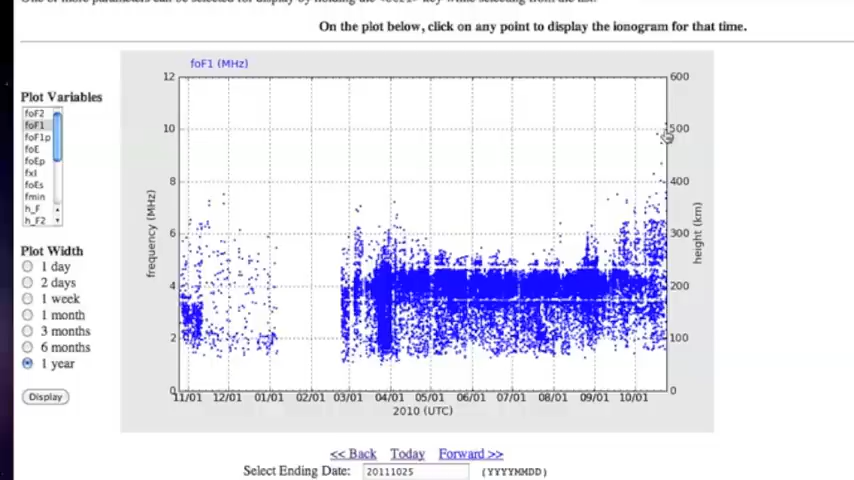 On the plot below, click on any point to display the ionogram for that time.
foF1 (MHz)
Plot Variables
foF2
foF1
foF1p
foE
foEp
fxI
foEs
fmin
h_F
h_F2
Plot Width
1 day
2 days
1 week
1 month
3 months
6 months
1 year
Display
12
10
8
6
4
2
0
frequency (MHz)
600
500
400
300
200
100
0
height (km)
11/01 12/01 01/01 02/01 03/01 04/01 05/01 06/01 07/01 08/01 09/01 10/01
2010 (UTC)
<< Back Today Forward >>
Select Ending Date: 20111025 (YYYYMMDD)